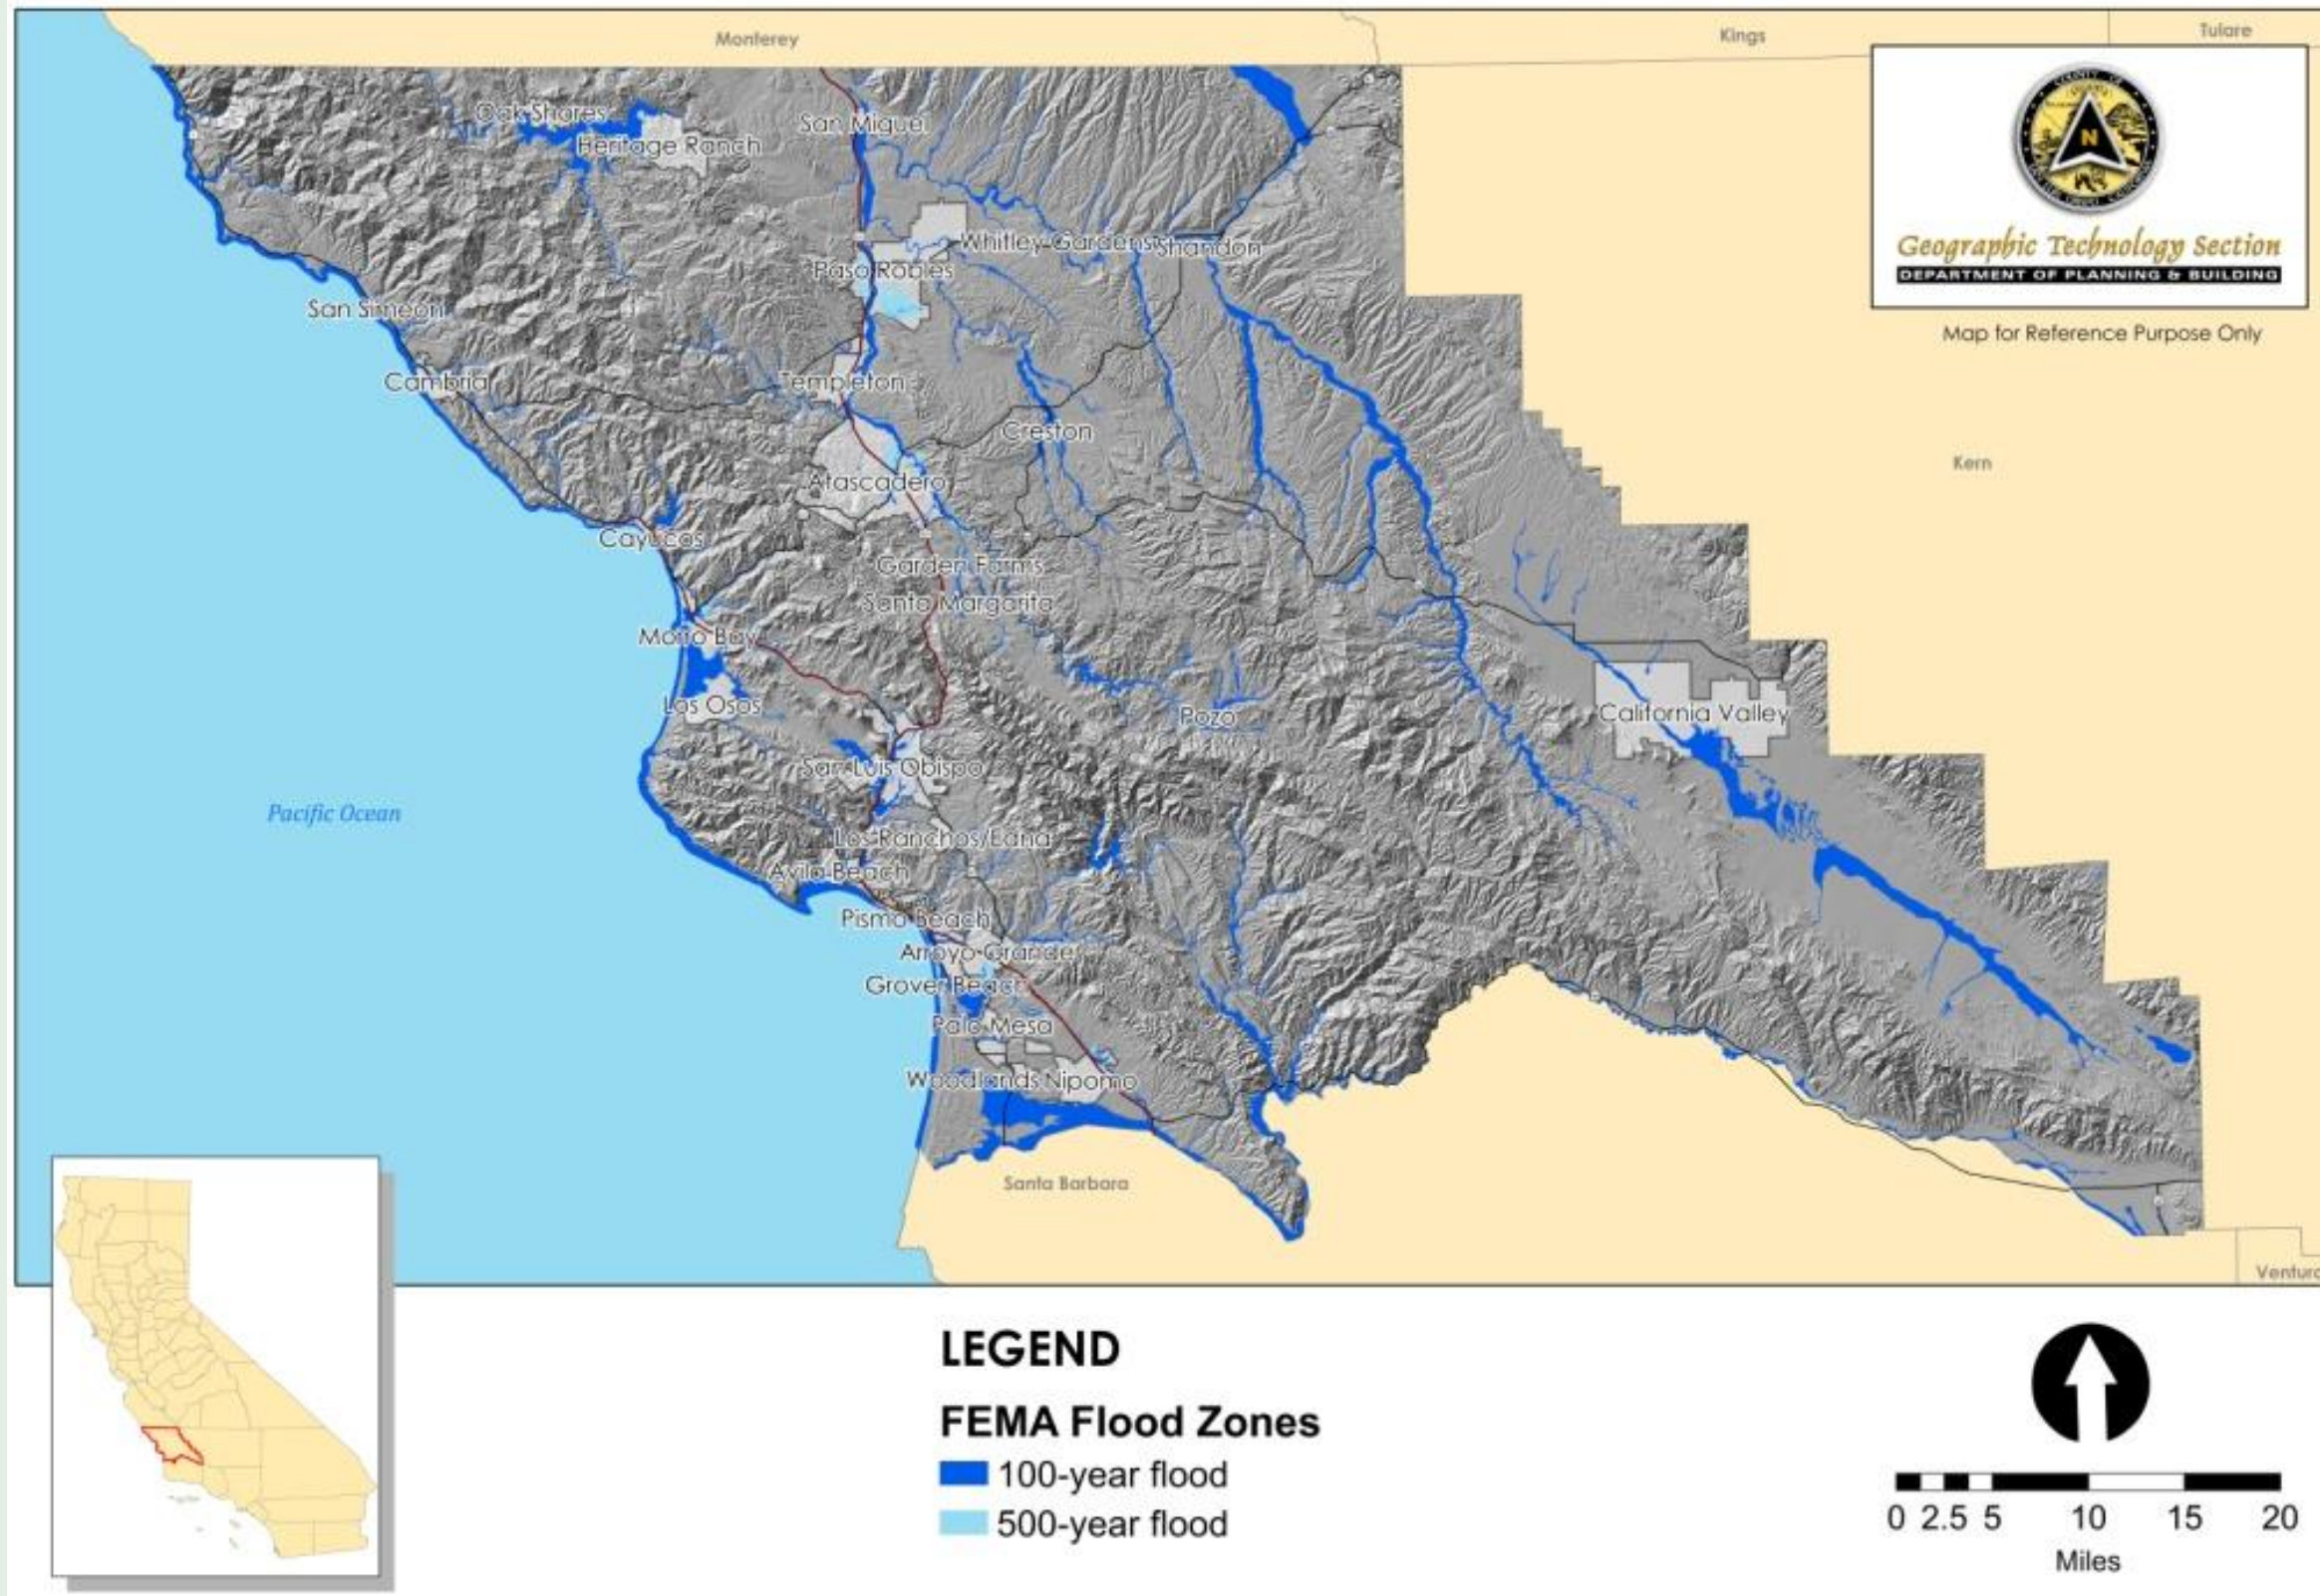 Monterey
Kings
Tulare
COUNTY OF
N
Geographic Technology Section
DEPARTMENT OF PLANNING & BUILDING
Map for Reference Purpose Only
Oak Shores
San Miguel
Heritage Ranch
Whitley Gardens
Shandon
Paso Robles
San Simeon
Cambria
Templeton
Creston
Kern
Atascadero
Cayucos
Garden Farms
Santa Margarita
Morro Bay
Los Osos
Pozo
California Valley
San Luis Obispo
Pacific Ocean
Los Ranchos/Edna
Avila Beach
Pismo Beach
Arroyo Grande
Grover Beach
Palo Mesa
Woodlands
Nipomo
Santa Barbara
Ventura
LEGEND
FEMA Flood Zones
100-year flood
500-year flood
0 2.5 5 10 15 20
Miles